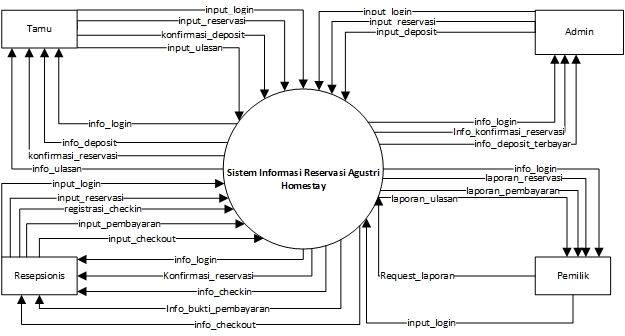 Tamu
input_login
input_reservasi
konfirmasi_deposit
input_ulasan
input_login
input_reservasi
input_deposit
Admin
info_login
info_deposit
konfirmasi_reservasi
info_ulasan
info_login
Info_konfirmasi_reservasi
info_deposit_terbayar
Sistem Informasi Reservasi Agustri
Homestay
input_login
input_reservasi
registrasi_checkin
input_pembayaran
input_checkout
info_login
laporan_reservasi
laporan_pembayaran
laporan_ulasan
Resepsionis
info_login
Konfirmasi_reservasi
info_checkin
Info_bukti_pembayaran
info_checkout
Request_laporan
Pemilik
input_login